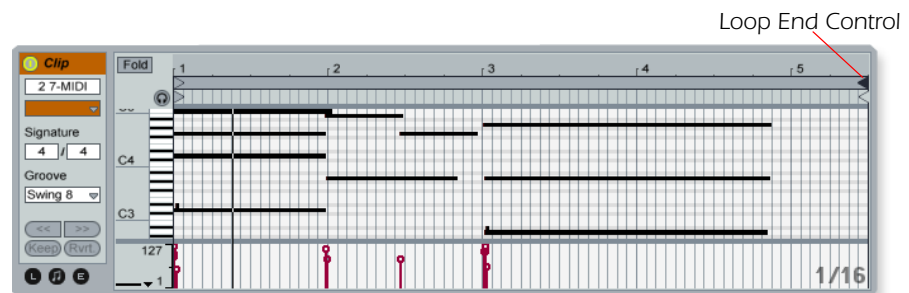 Loop End Control
Clip
Fold
1 2 3 4 5
2 7-MIDI
Signature
4 / 4
C4
Groove
Swing 8
C3
<< >>
Keep Rvrt.
127
L E
1
1/16